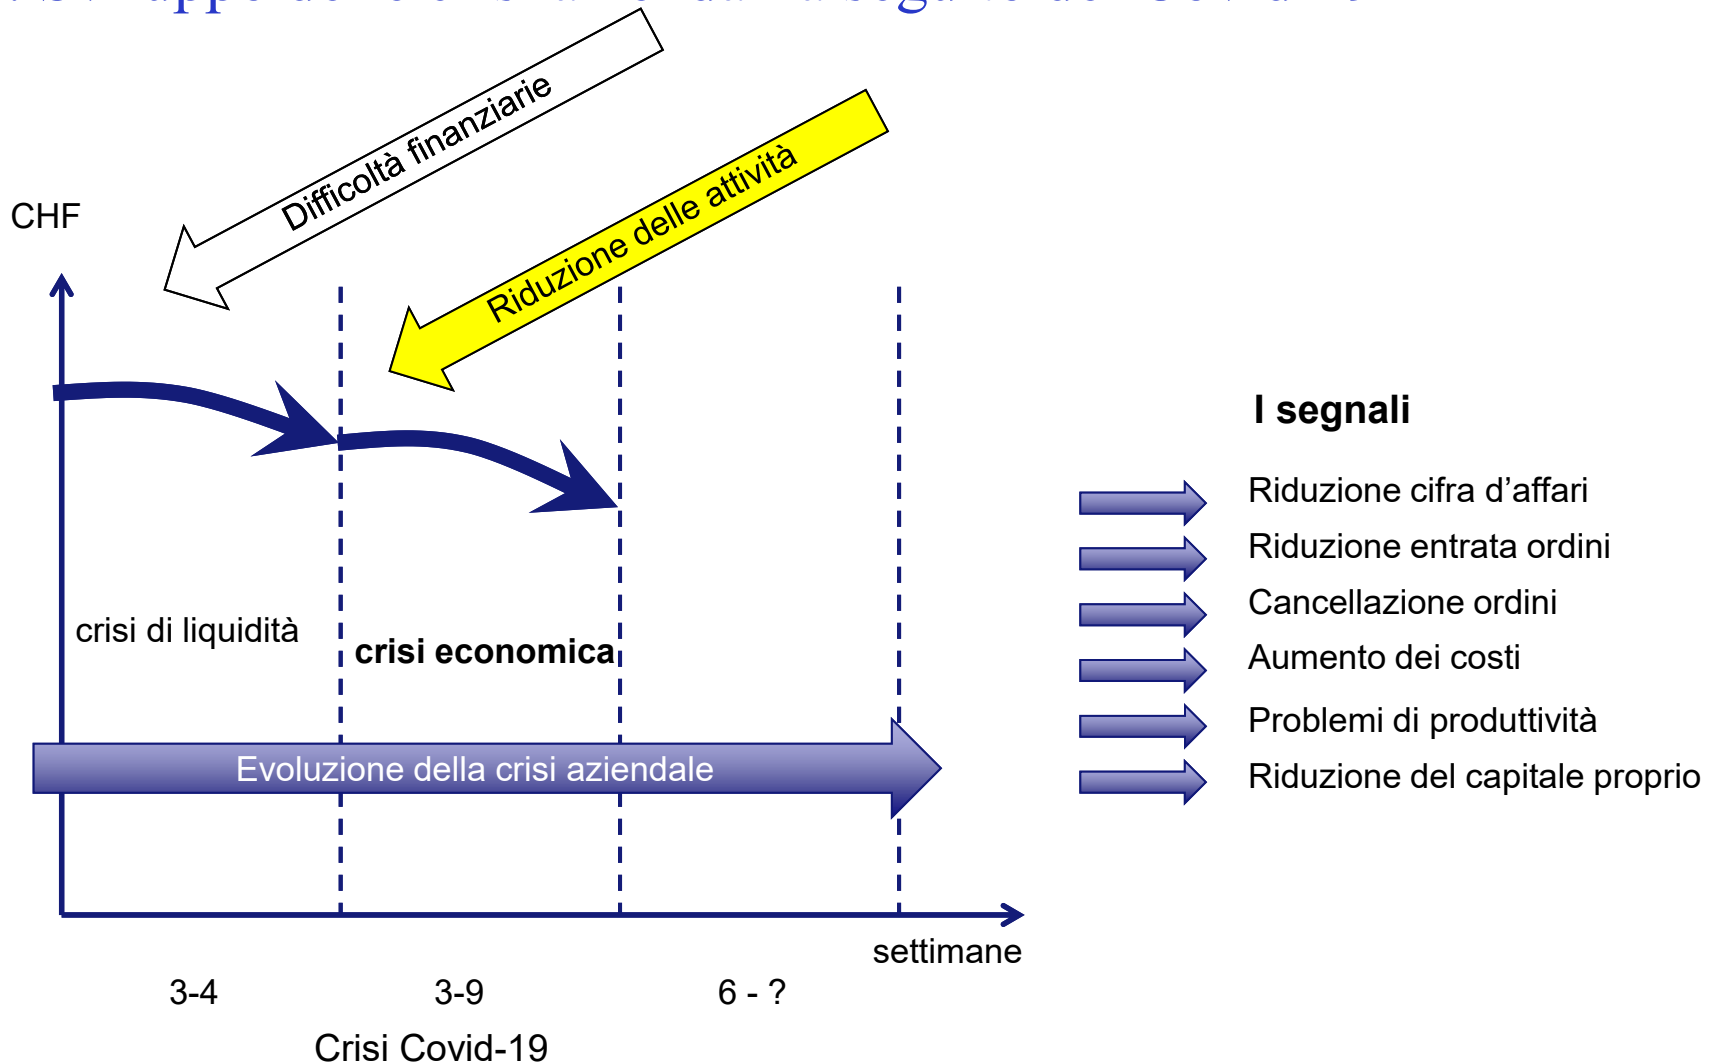 Difficoltà finanziarie
Riduzione delle attività
CHF
crisi di liquidità
crisi economica
Evoluzione della crisi aziendale
settimane
3-4
3-9
6 - ?
Crisi Covid-19
I segnali
Riduzione cifra d’affari
Riduzione entrata ordini
Cancellazione ordini
Aumento dei costi
Problemi di produttività
Riduzione del capitale proprio